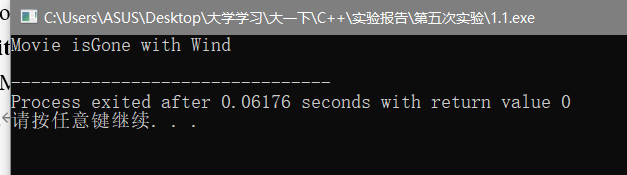 C:\Users\ASUS\Desktop\大学学习\大一下\C++\实验报告\第五次实验\1.1.exe
Movie isGone with Wind
--------------------------------
Process exited after 0.06176 seconds with return value 0
请按任意键继续. . .